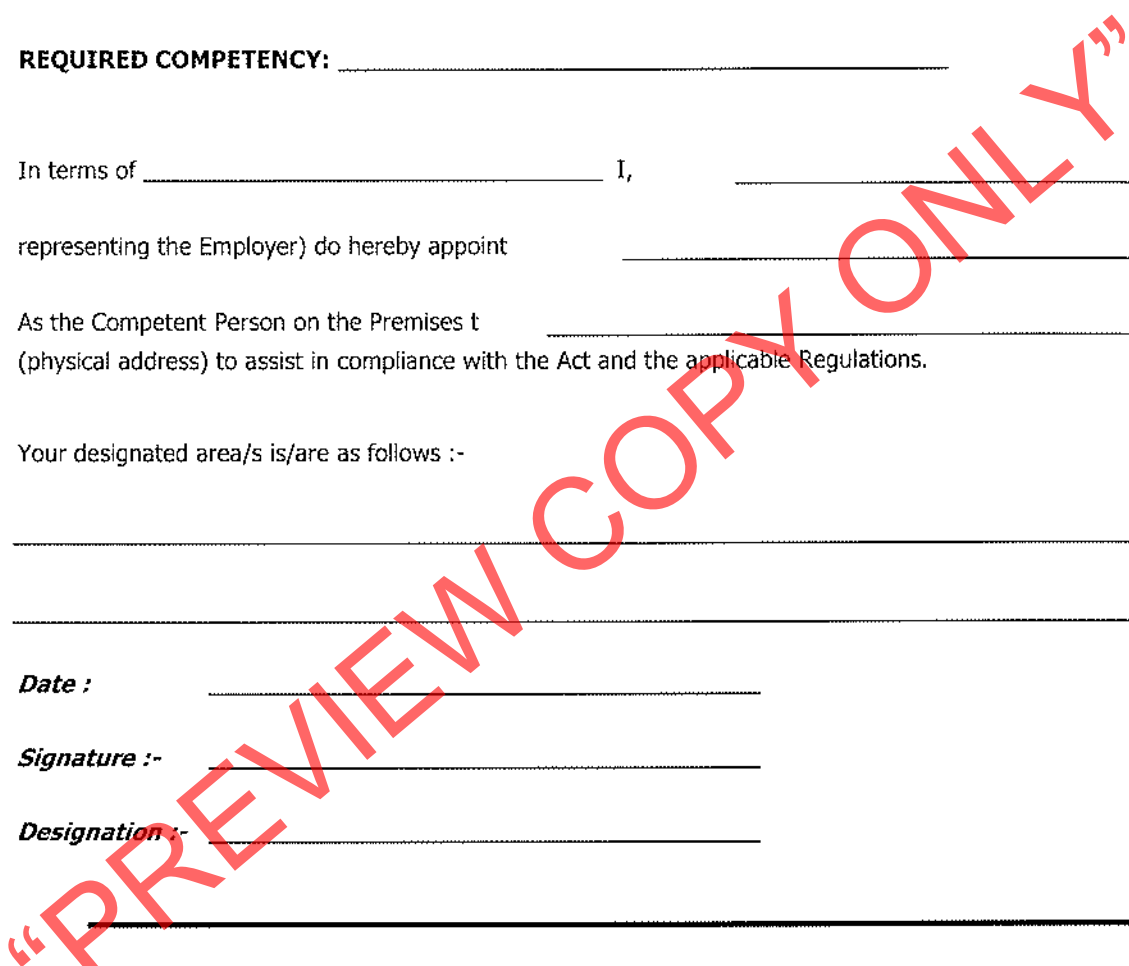 REQUIRED COMPETENCY:
In terms of I,
representing the Employer) do hereby appoint
As the Competent Person on the Premises t
(physical address) to assist in compliance with the Act and the applicable Regulations.
Your designated area/s is/are as follows :-
Date :
Signature :-
Designation :-
“PREVIEW COPY ONLY”